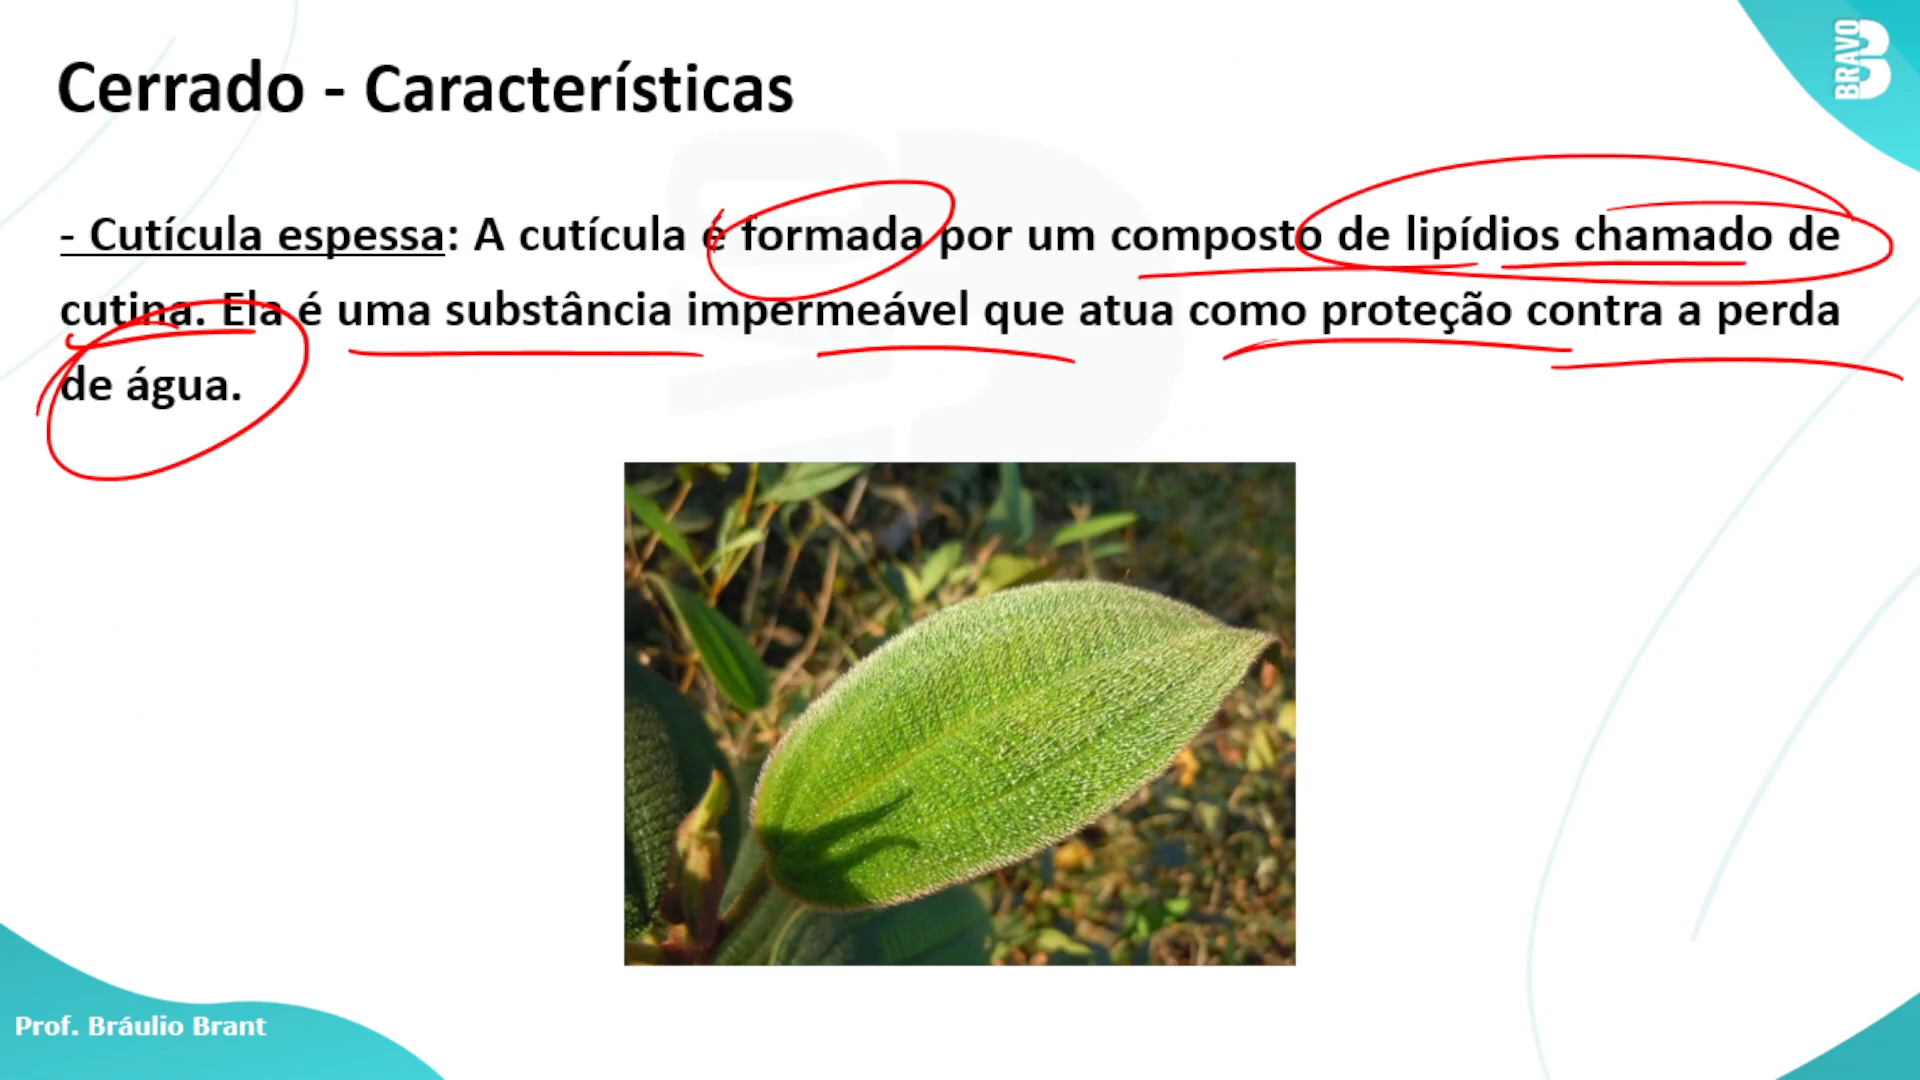 BRAVO
Cerrado - Características
- Cutícula espessa: A cutícula é formada por um composto de lipídios chamado de
cutina. Ela é uma substância impermeável que atua como proteção contra a perda
de água.
Prof. Bráulio Brant